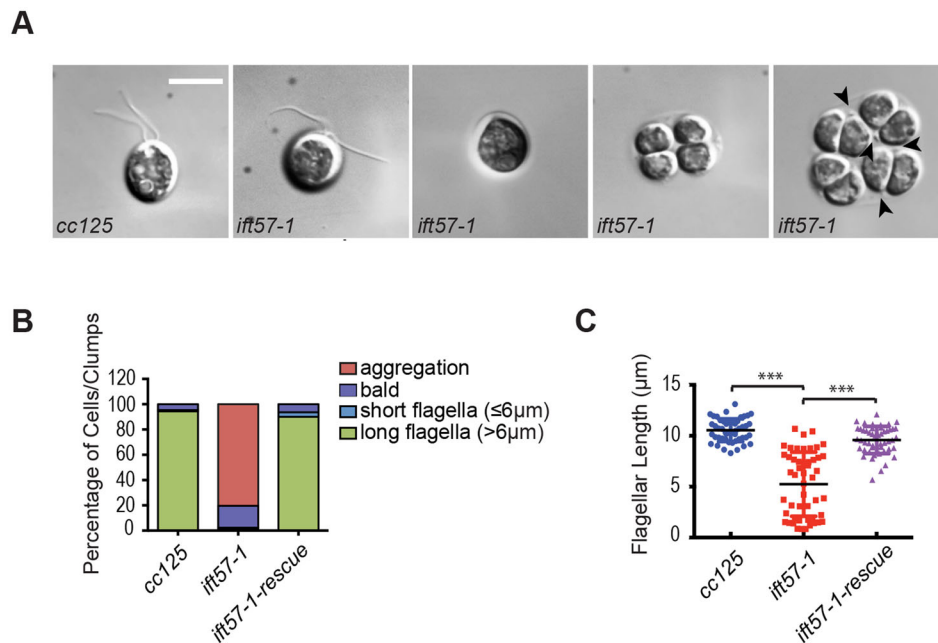 A
cc125
ift57-1
ift57-1
ift57-1
ift57-1
B
Percentage of Cells/Clumps
120
100
80
60
40
20
0
cc125
ift57-1
ift57-1-rescue
aggregation
bald
short flagella (≤6μm)
long flagella (>6μm)
C
Flagellar Length (μm)
15
10
5
0
***
***
cc125
ift57-1
ift57-1-rescue